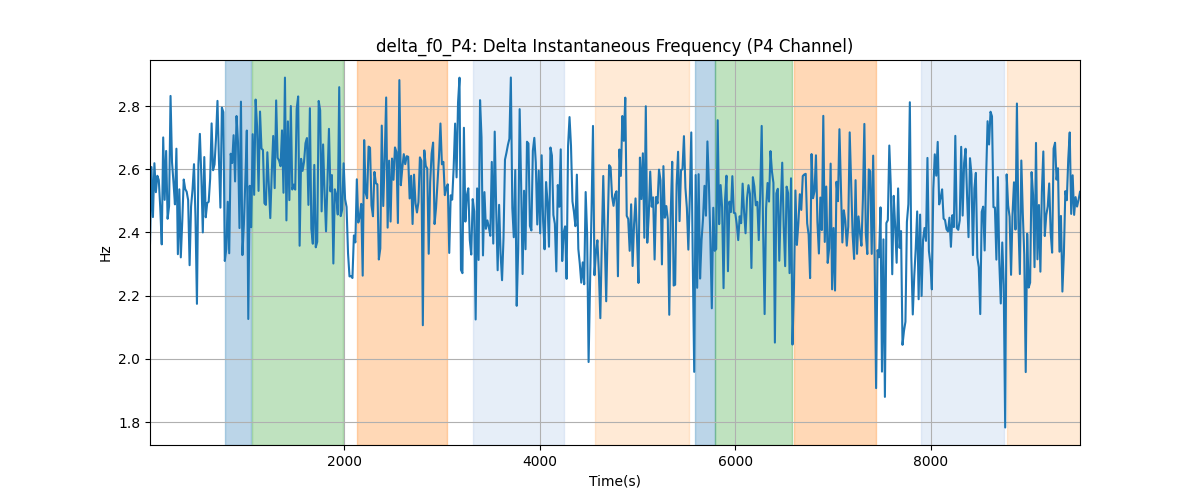 delta_f0_P4: Delta Instantaneous Frequency (P4 Channel)
Hz
2.8
2.6
2.4
2.2
2.0
1.8
2000 4000 6000 8000
Time(s)